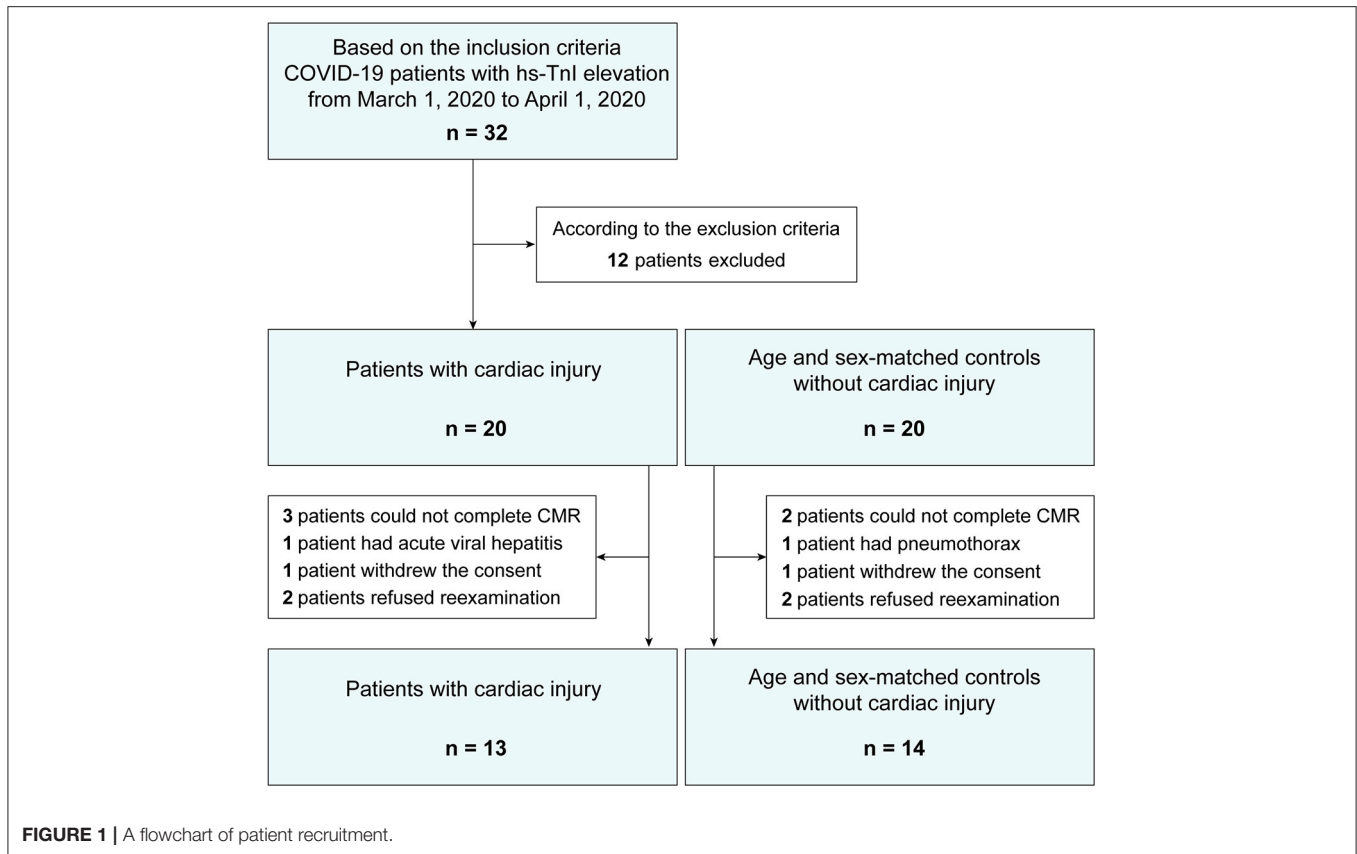 Based on the inclusion criteria
COVID-19 patients with hs-TnI elevation
from March 1, 2020 to April 1, 2020
n = 32
According to the exclusion criteria
12 patients excluded
Patients with cardiac injury
n = 20
Age and sex-matched controls
without cardiac injury
n = 20
3 patients could not complete CMR
1 patient had acute viral hepatitis
1 patient withdrew the consent
2 patients refused reexamination
2 patients could not complete CMR
1 patient had pneumothorax
1 patient withdrew the consent
2 patients refused reexamination
Patients with cardiac injury
n = 13
Age and sex-matched controls
without cardiac injury
n = 14
FIGURE 1 | A flowchart of patient recruitment.